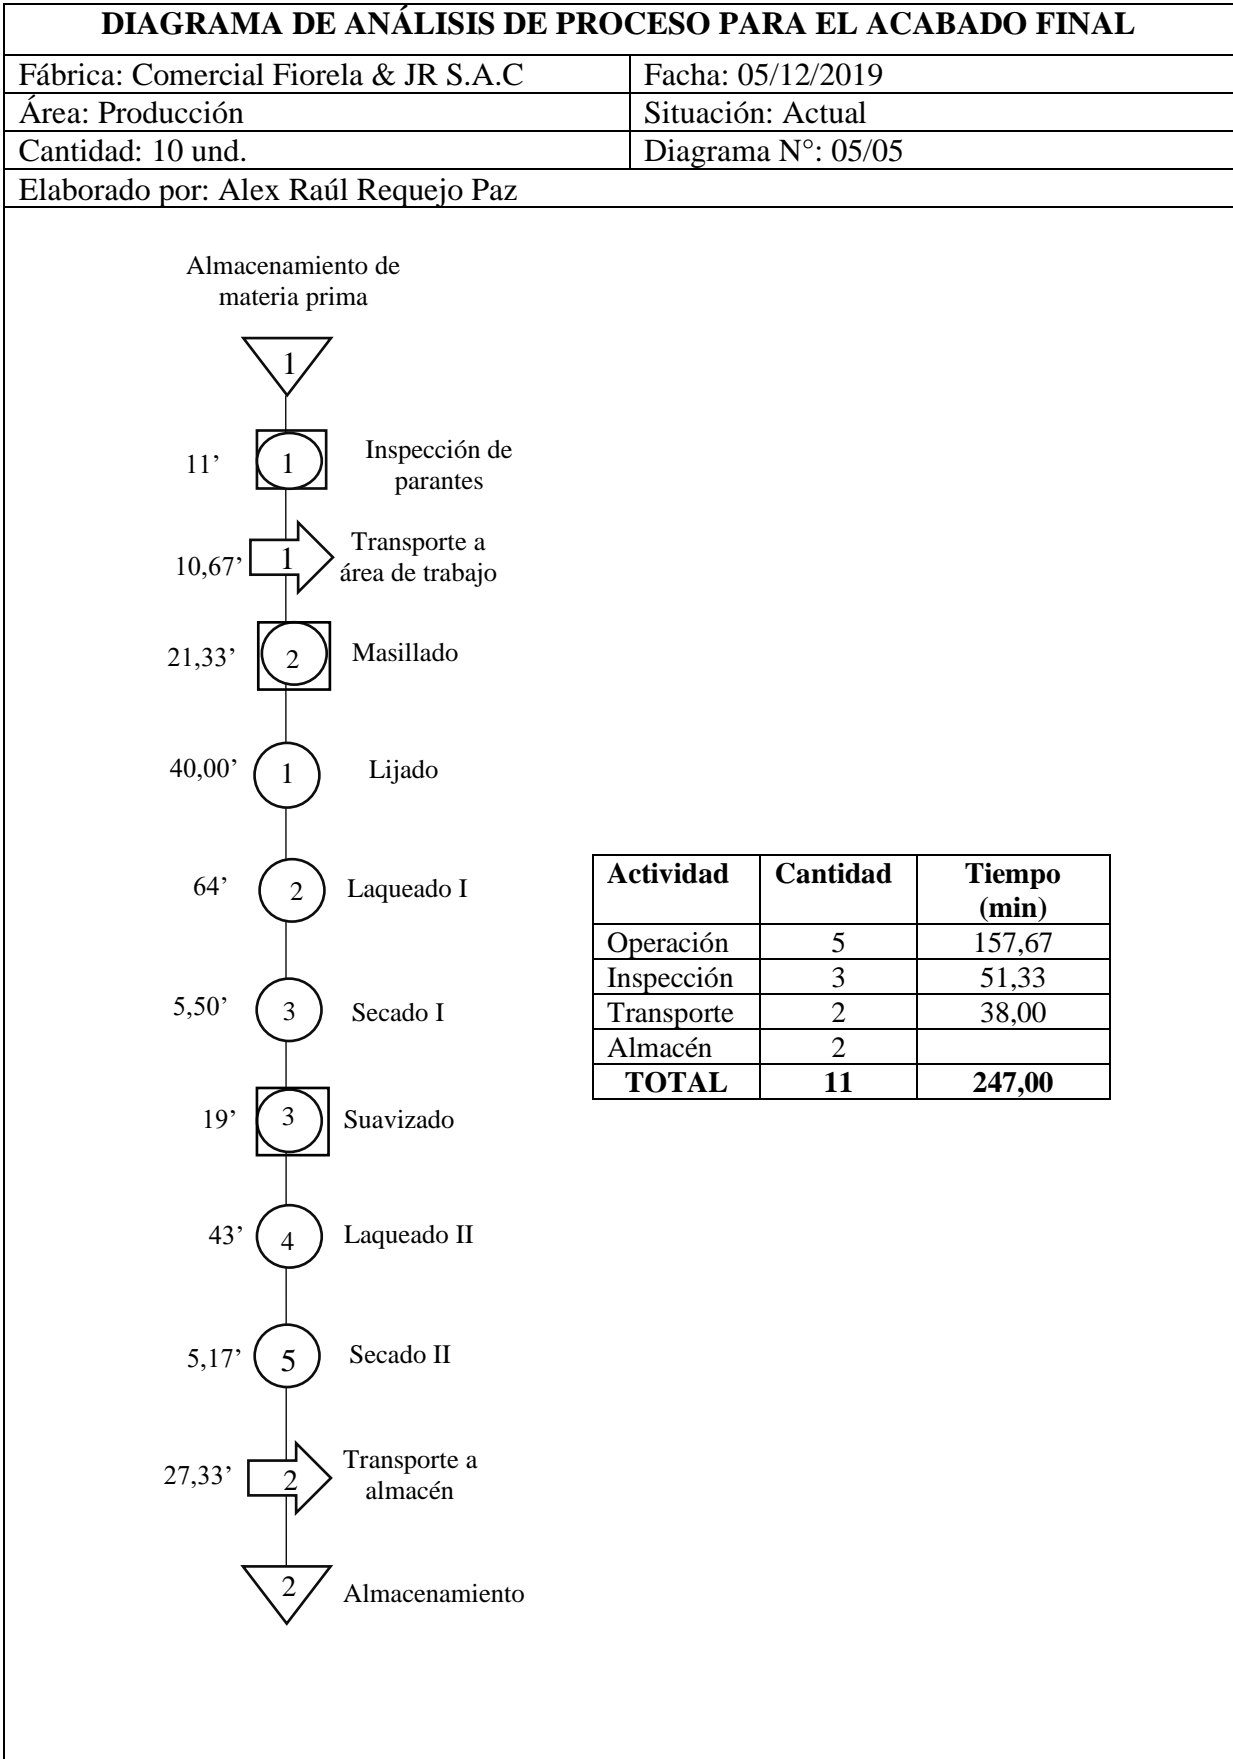 DIAGRAMA DE ANÁLISIS DE PROCESO PARA EL ACABADO FINAL
Fábrica: Comercial Fiorela & JR S.A.C
Facha: 05/12/2019
Área: Producción
Situación: Actual
Cantidad: 10 und.
Diagrama N°: 05/05
Elaborado por: Alex Raúl Requejo Paz
Almacenamiento de
materia prima
1
11’
1
Inspección de
parantes
10,67’
1
Transporte a
área de trabajo
21,33’
2
Masillado
40,00’
1
Lijado
64’
2
Laqueado I
5,50’
3
Secado I
19’
3
Suavizado
43’
4
Laqueado II
5,17’
5
Secado II
27,33’
2
Transporte a
almacén
2
Almacenamiento
Actividad Cantidad Tiempo
(min)
Operación 5 157,67
Inspección 3 51,33
Transporte 2 38,00
Almacén 2
TOTAL 11 247,00